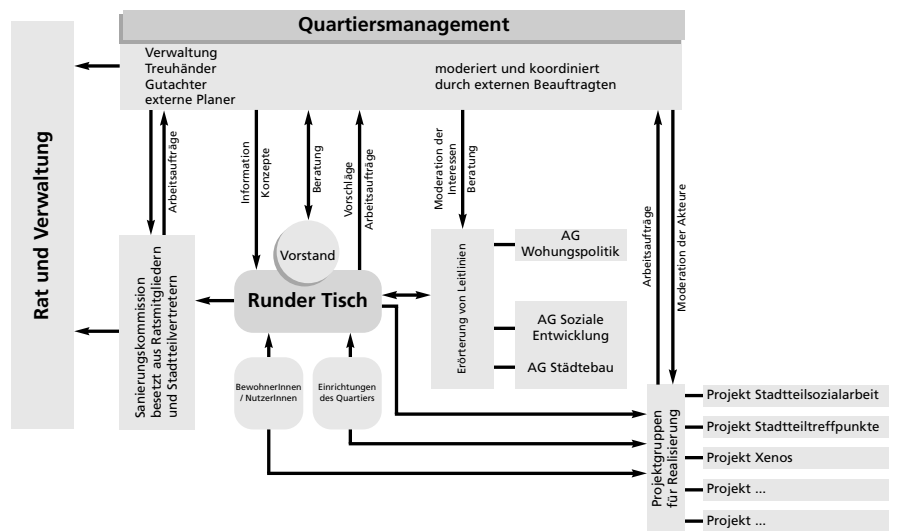 Quartiersmanagement
Verwaltung
Treuhänder
Gutachter
externe Planer
moderiert und koordiniert
durch externen Beauftragten
Rat und Verwaltung
Arbeitsaufträge
Information
Konzepte
Beratung
Vorschläge
Arbeitsaufträge
Moderation der
Interessen
Beratung
Arbeitsaufträge
Moderation der Akteure
Sanierungskommission
besetzt aus Ratsmitgliedern
und Stadtteilvertretern
Vorstand
Runder Tisch
Erörterung von Leitlinien
AG
Wohungspolitik
AG Soziale
Entwicklung
AG Städtebau
BewohnerInnen
/ NutzerInnen
Einrichtungen
des Quartiers
Projektgruppen
für Realisierung
Projekt Stadtteilsozialarbeit
Projekt Stadtteiltreffpunkte
Projekt Xenos
Projekt ...
Projekt ...